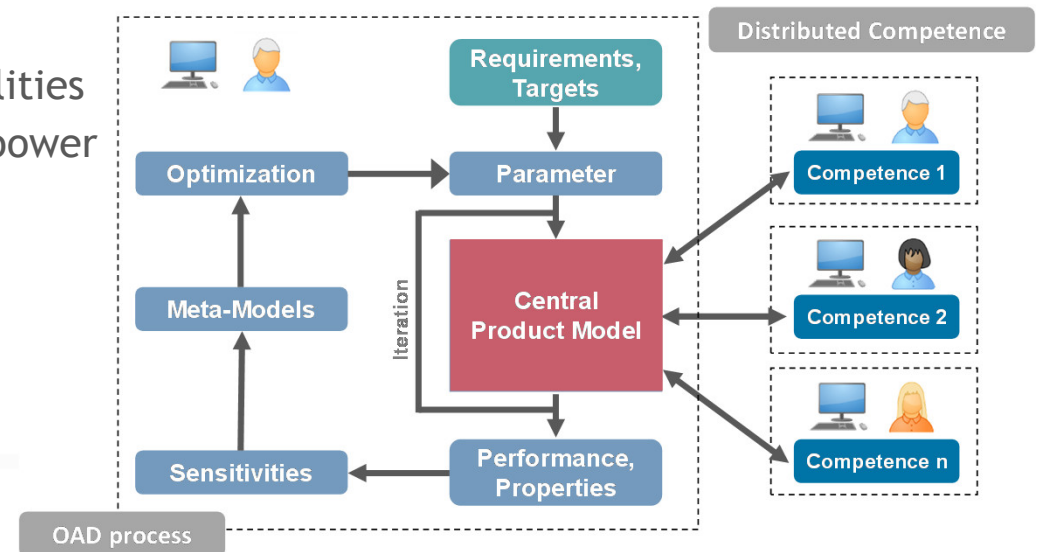 lities
power
Distributed Competence
Requirements,
Targets
Optimization
Parameter
Meta-Models
Iteration
Central
Product Model
Sensitivities
Performance,
Properties
OAD process
Competence 1
Competence 2
Competence n